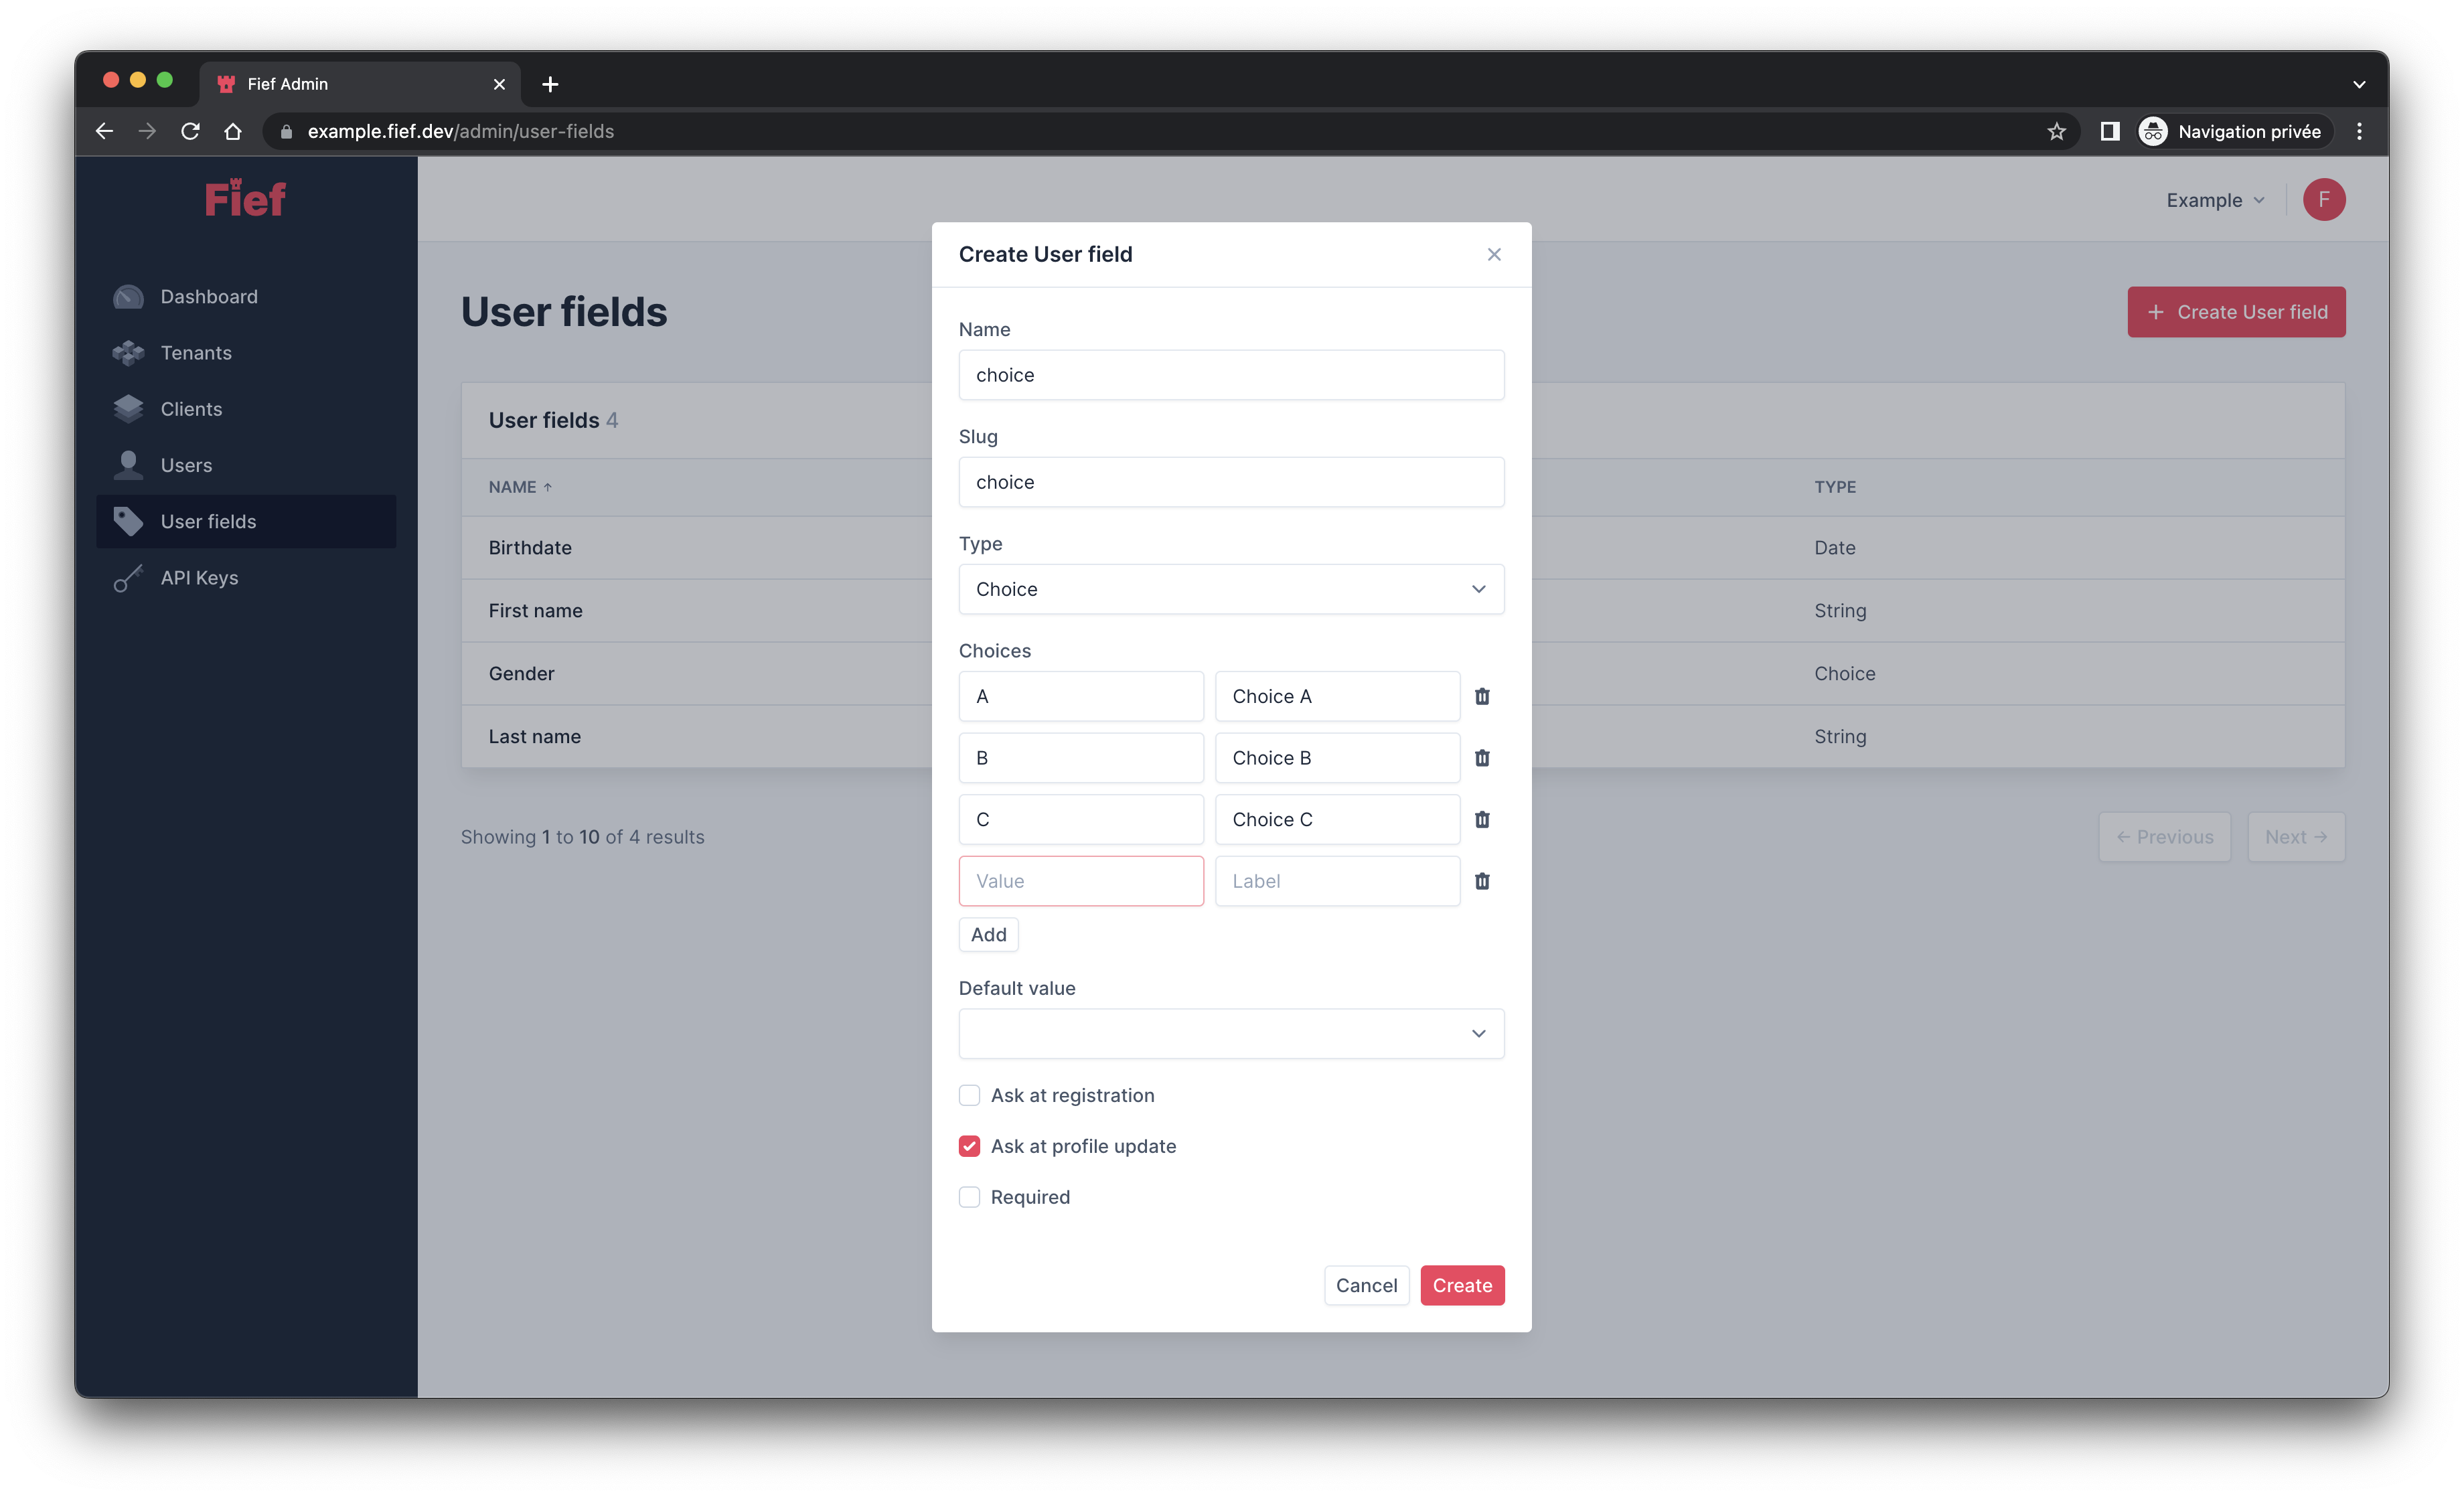 Fief Admin
example.fief.dev/admin/user-fields
Navigation privée
Fief
Example
F
Dashboard
Tenants
Clients
Users
User fields
API Keys
User fields
Create User field
User fields 4
NAME ↑
TYPE
Birthdate
Date
First name
String
Gender
Choice
Last name
String
Showing 1 to 10 of 4 results
← Previous
Next →
Create User field
Name
choice
Slug
choice
Type
Choice
Choices
A
Choice A
B
Choice B
C
Choice C
Value
Label
Add
Default value
Ask at registration
Ask at profile update
Required
Cancel
Create